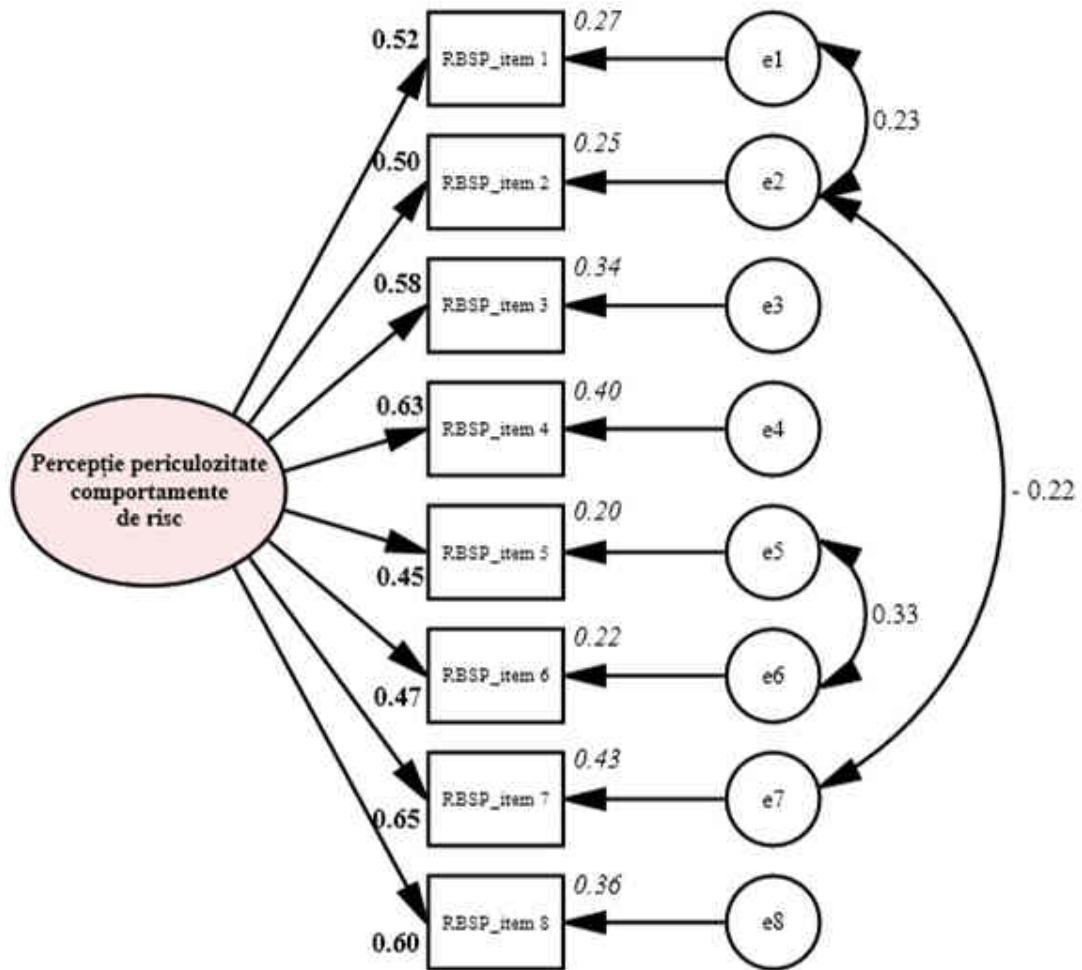 0.52
RBSP_item 1
0.27
e1
0.23
0.50
RBSP_item 2
0.25
e2
0.58
RBSP_item 3
0.34
e3
0.63
RBSP_item 4
0.40
e4
Percepție periculozitate
comportamente
de risc
- 0.22
0.45
RBSP_item 5
0.20
e5
0.33
0.47
RBSP_item 6
0.22
e6
0.65
RBSP_item 7
0.43
e7
0.60
RBSP_item 8
0.36
e8